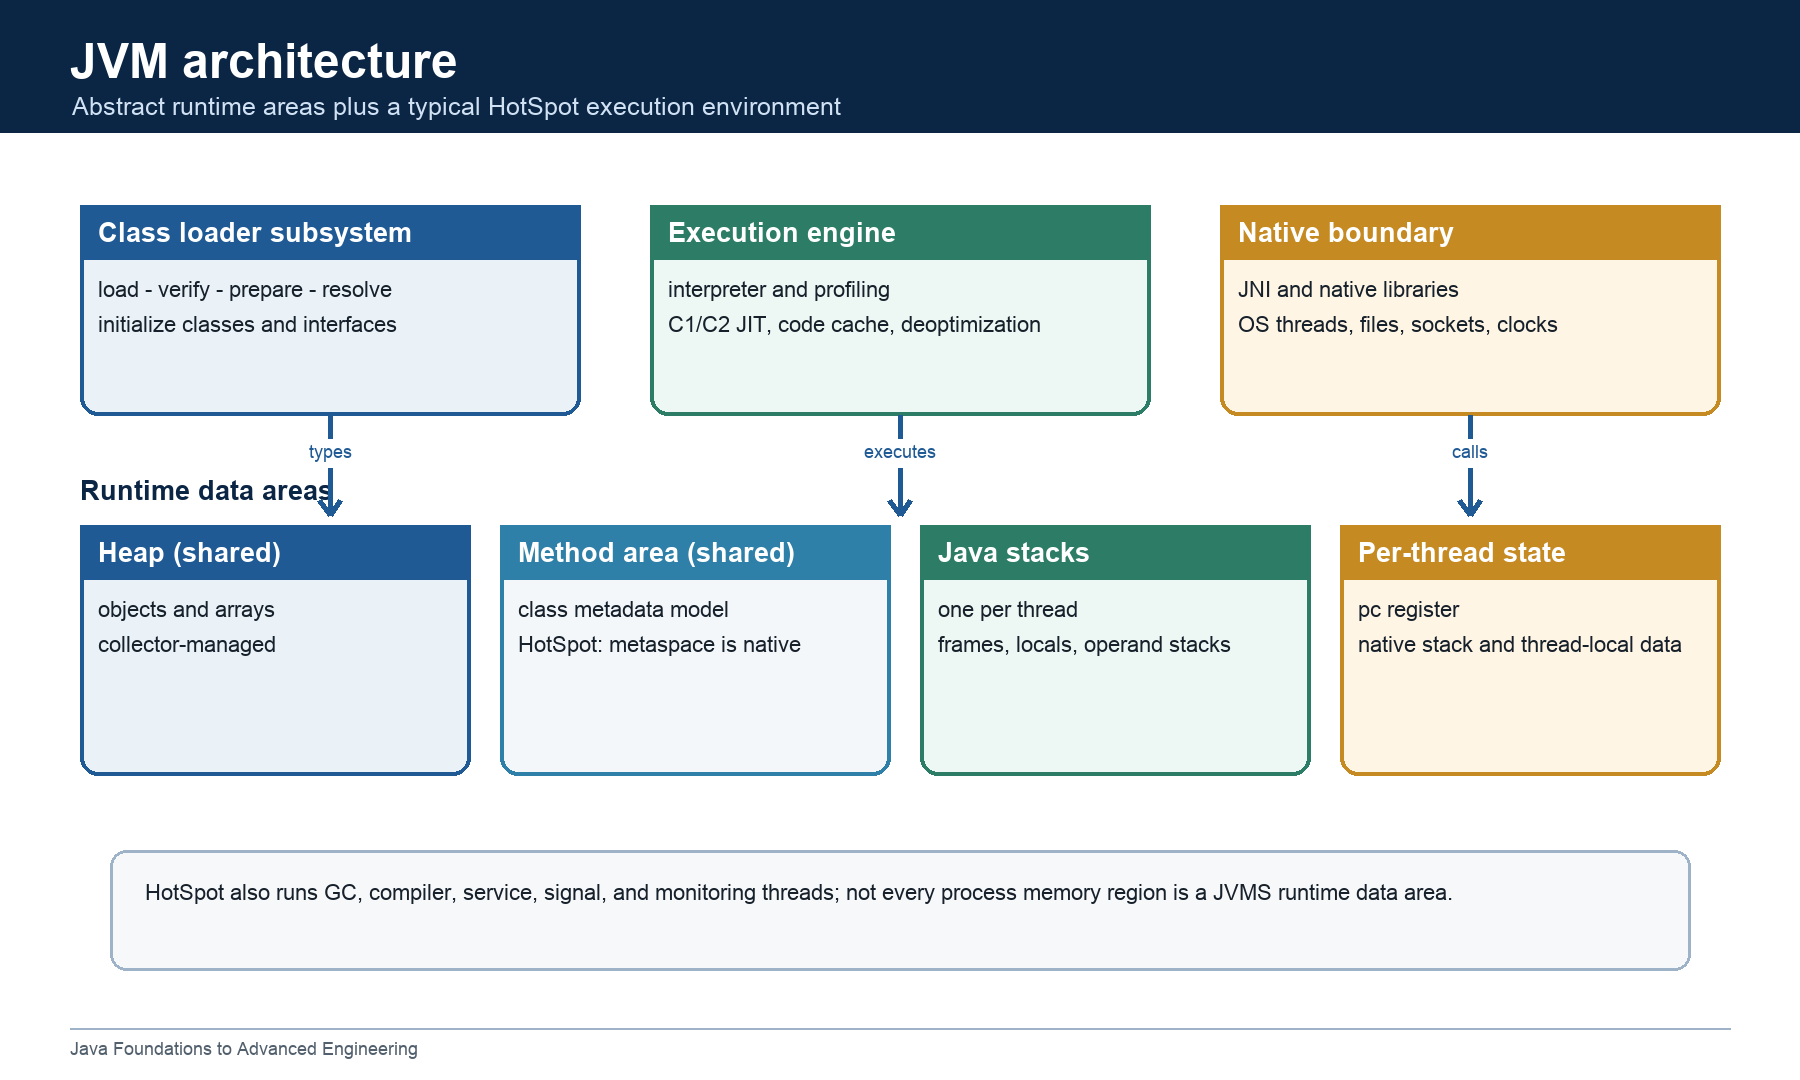 JVM architecture
Abstract runtime areas plus a typical HotSpot execution environment
Class loader subsystem
load - verify - prepare - resolve
initialize classes and interfaces
Execution engine
interpreter and profiling
C1/C2 JIT, code cache, deoptimization
Native boundary
JNI and native libraries
OS threads, files, sockets, clocks
types
executes
calls
Runtime data areas
Heap (shared)
objects and arrays
collector-managed
Method area (shared)
class metadata model
HotSpot: metaspace is native
Java stacks
one per thread
frames, locals, operand stacks
Per-thread state
pc register
native stack and thread-local data
HotSpot also runs GC, compiler, service, signal, and monitoring threads; not every process memory region is a JVMS runtime data area.
Java Foundations to Advanced Engineering